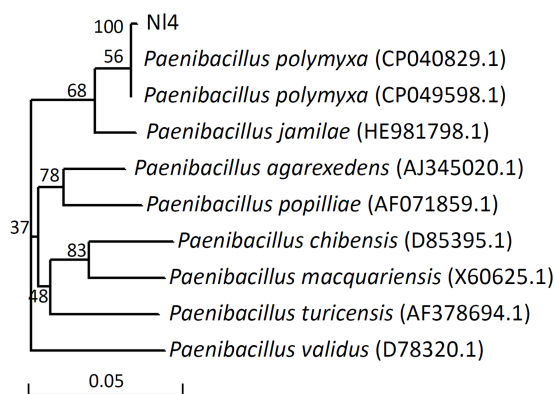 100 Nl4
56 Paenibacillus polymyxa (CP040829.1)
68 Paenibacillus polymyxa (CP049598.1)
Paenibacillus jamilae (HE981798.1)
78 Paenibacillus agarexedens (AJ345020.1)
Paenibacillus popilliae (AF071859.1)
37 83 Paenibacillus chibensis (D85395.1)
Paenibacillus macquariensis (X60625.1)
48 Paenibacillus turicensis (AF378694.1)
Paenibacillus validus (D78320.1)
0.05